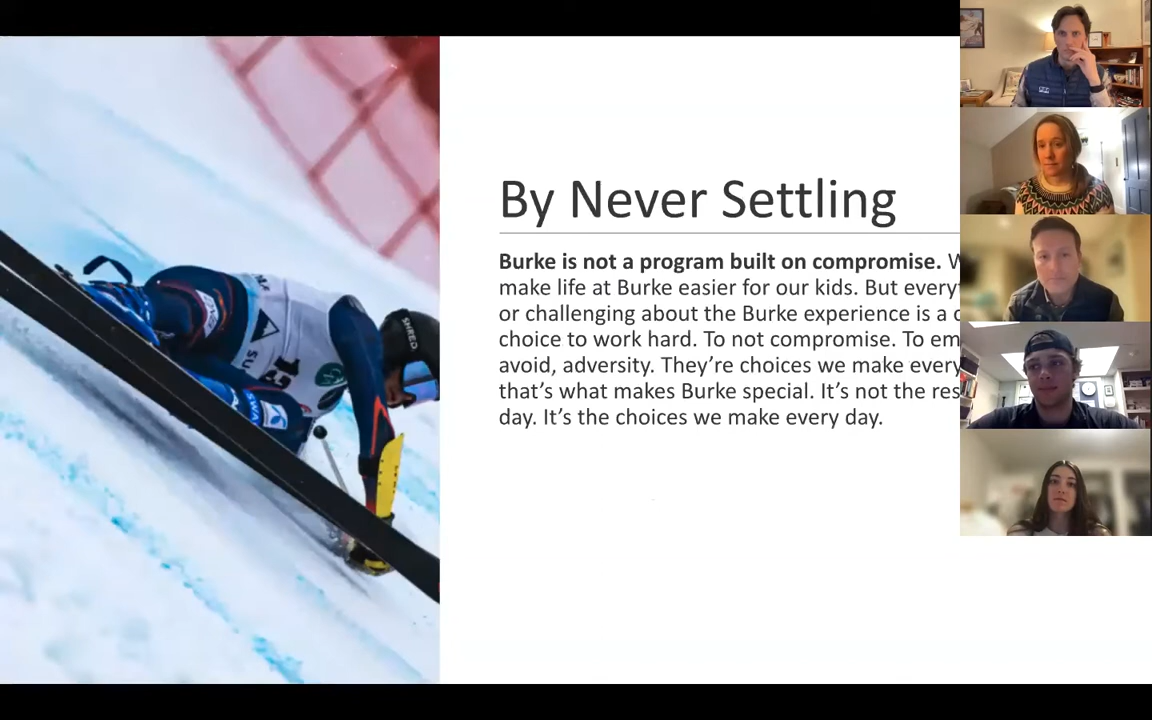 By Never Settling
Burke is not a program built on compromise.
make life at Burke easier for our kids. But every
or challenging about the Burke experience is a
choice to work hard. To not compromise. To em
avoid, adversity. They’re choices we make every
that’s what makes Burke special. It’s not the res
day. It’s the choices we make every day.
SHRED.
13